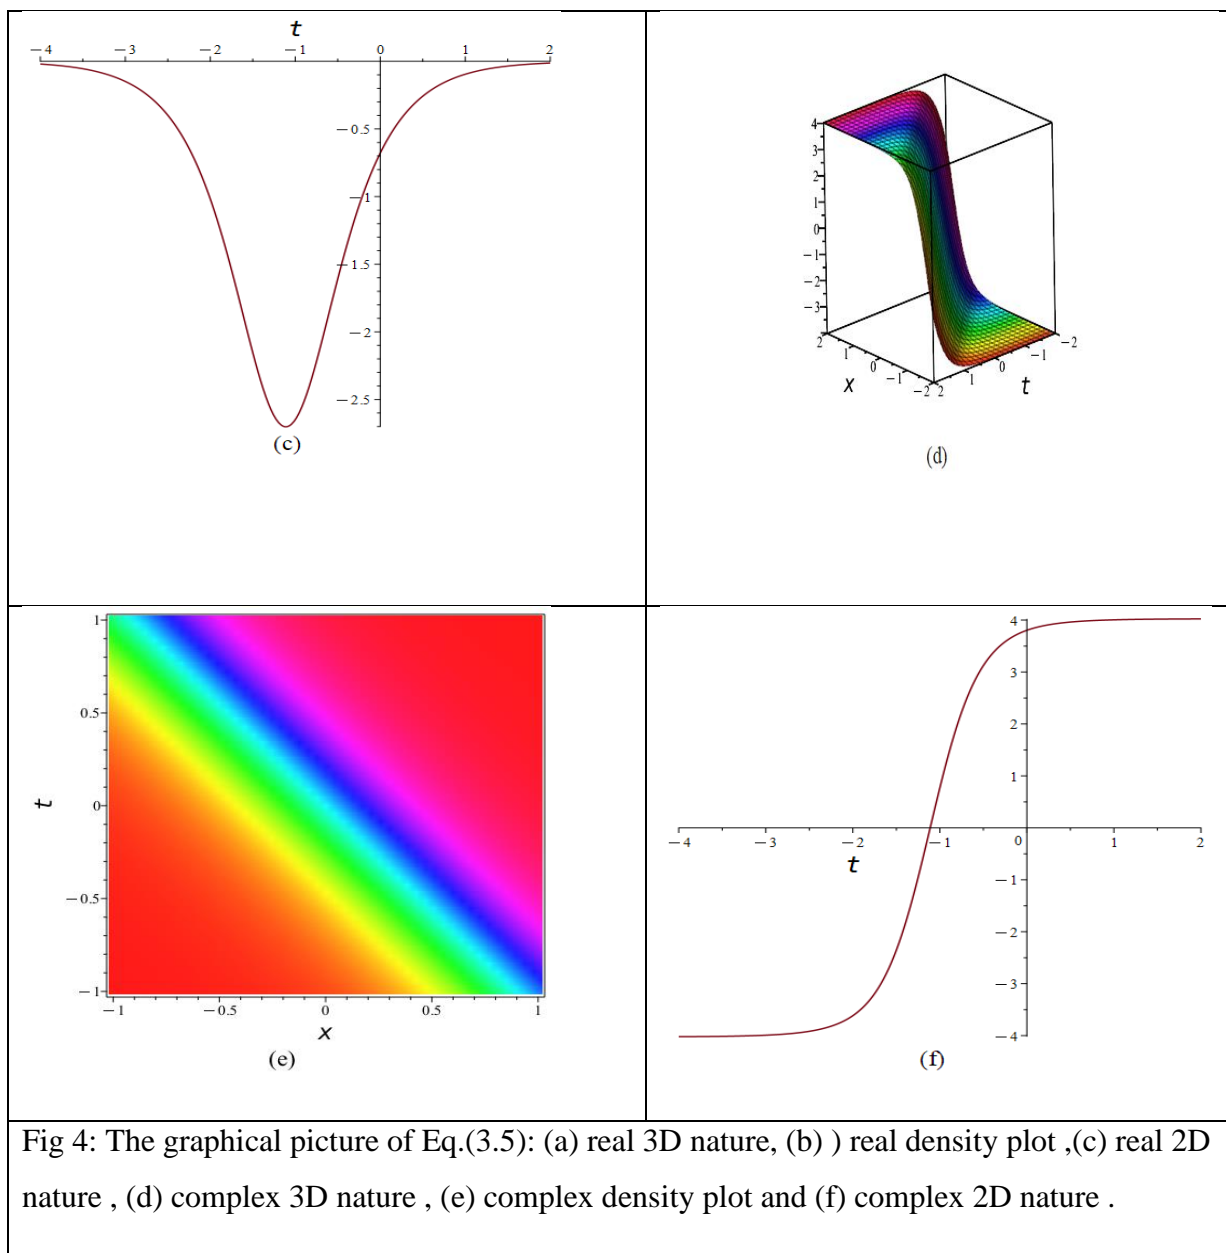 t
−4 −3 −2 −1 0 1 2
−0.5
−1
−1.5
−2
−2.5
(c)
4
3
2
1
0
−1
−2
−3
2 1 0 −1 −2 2 1 0 −1 −2
x t
(d)
1
0.5
t 0
−0.5
−1
−1 −0.5 0 0.5 1
x
(e)
4
3
2
1
−4 −3 −2 −1 0 1 2
t
−1
−2
−3
−4
(f)
Fig 4: The graphical picture of Eq.(3.5): (a) real 3D nature, (b) ) real density plot ,(c) real 2D
nature , (d) complex 3D nature , (e) complex density plot and (f) complex 2D nature .